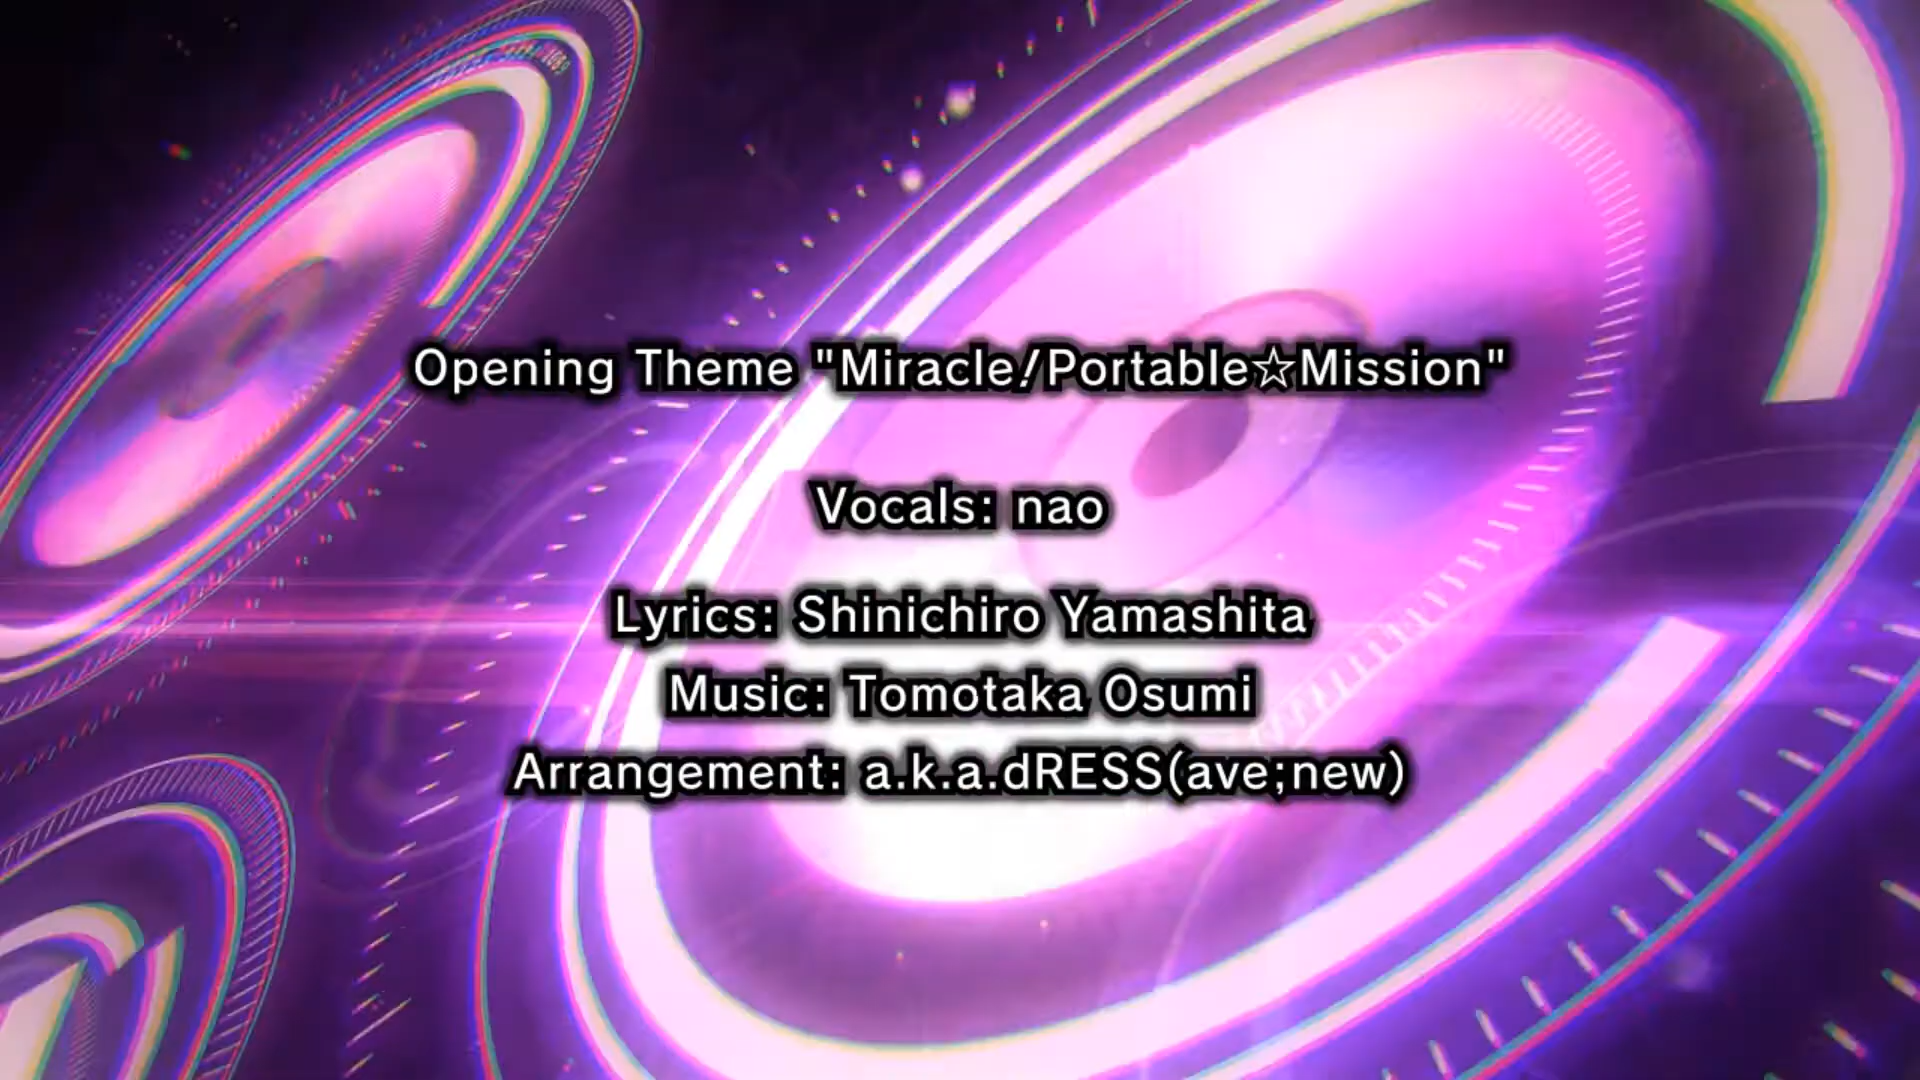 Opening Theme "Miracle!Portable☆Mission"
Vocals: nao
Lyrics: Shinichiro Yamashita
Music: Tomotaka Osumi
Arrangement: a.k.a.dRESS(ave;new)